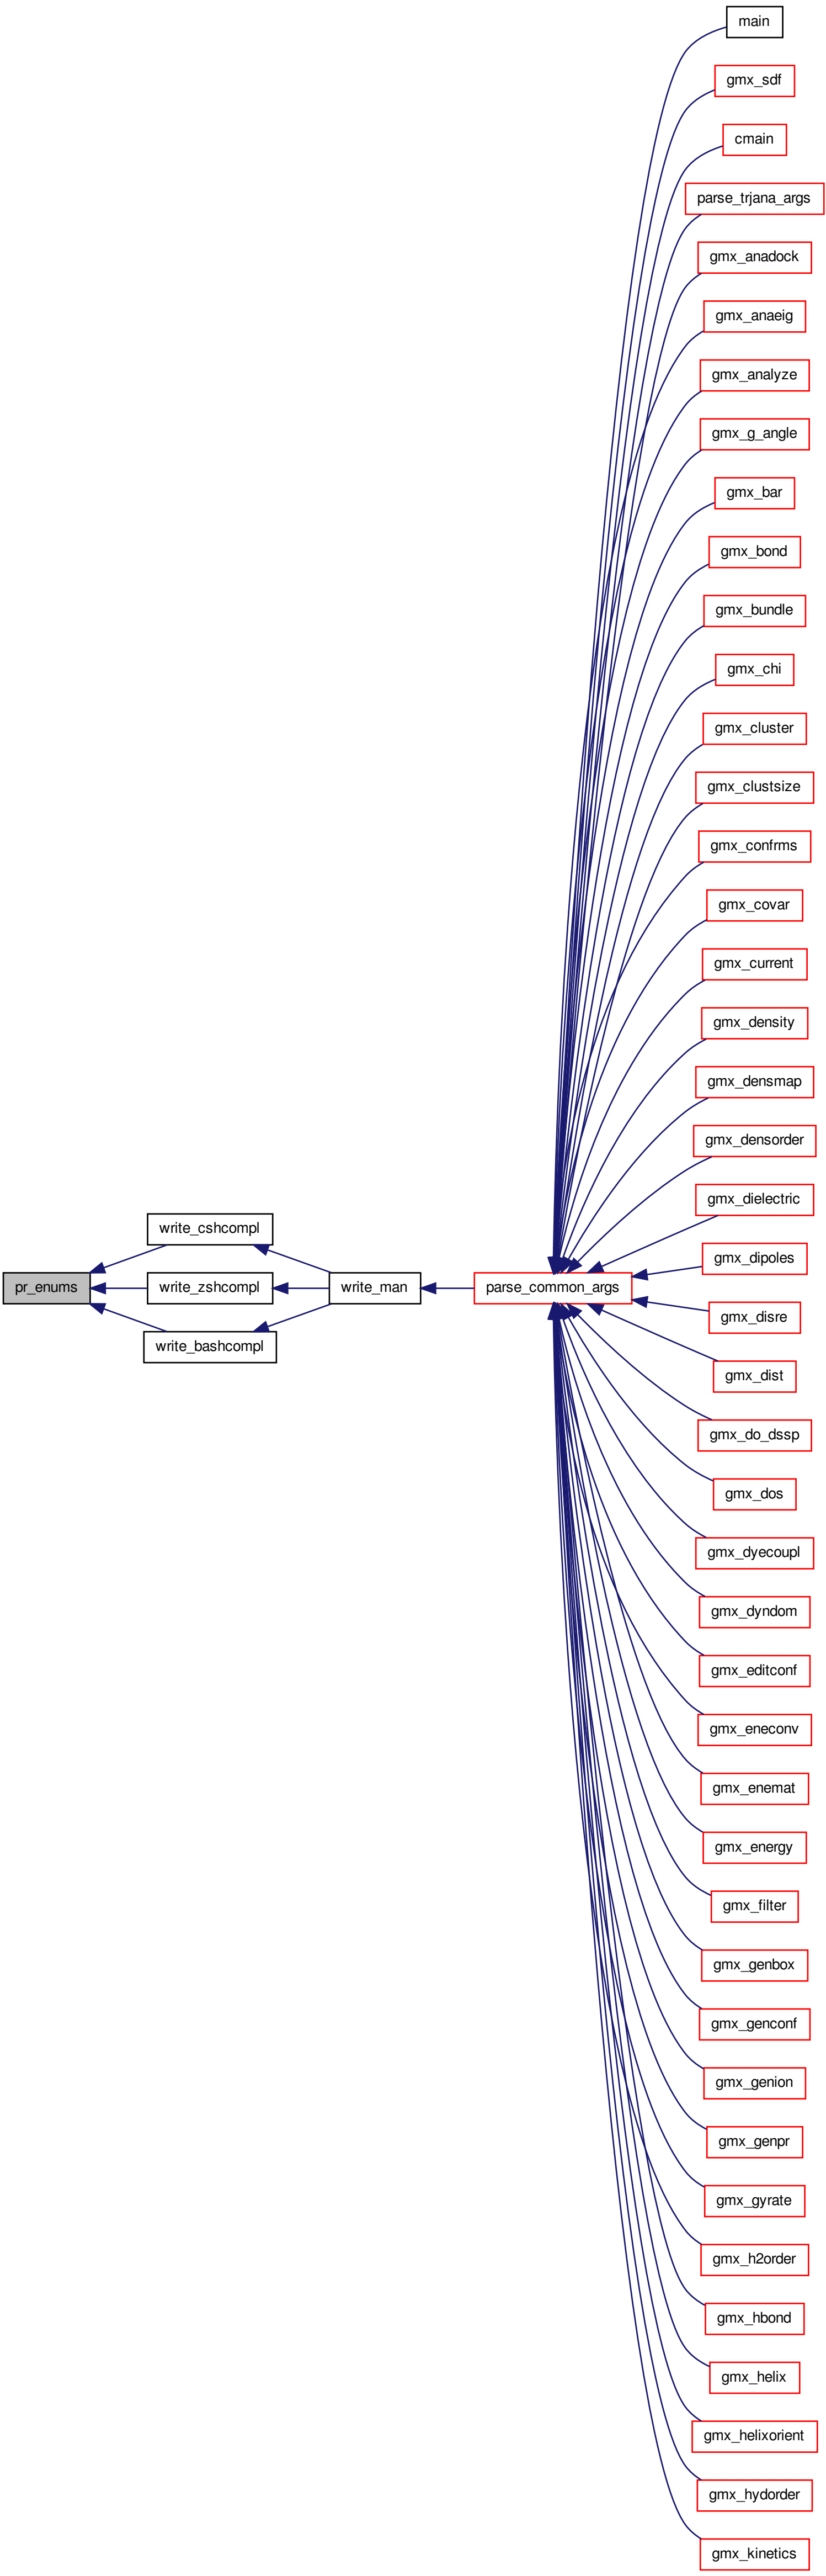 main
gmx_sdf
cmain
parse_trjana_args
gmx_anadock
gmx_anaeig
gmx_analyze
gmx_g_angle
gmx_bar
gmx_bond
gmx_bundle
gmx_chi
gmx_cluster
gmx_clustsize
gmx_confrms
gmx_covar
gmx_current
gmx_density
gmx_densmap
gmx_densorder
gmx_dielectric
write_cshcompl
gmx_dipoles
pr_enums
write_zshcompl
write_man
parse_common_args
gmx_disre
write_bashcompl
gmx_dist
gmx_do_dssp
gmx_dos
gmx_dyecoupl
gmx_dyndom
gmx_editconf
gmx_eneconv
gmx_enemat
gmx_energy
gmx_filter
gmx_genbox
gmx_genconf
gmx_genion
gmx_genpr
gmx_gyrate
gmx_h2order
gmx_hbond
gmx_helix
gmx_helixorient
gmx_hydorder
gmx_kinetics